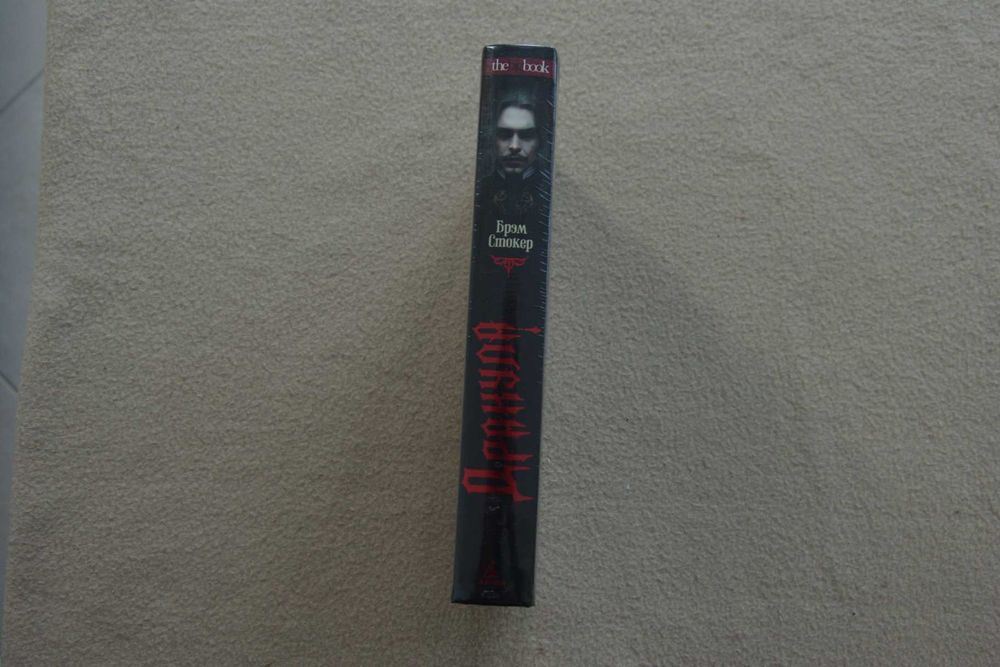 the book
Брэм
Стокер
Дракула